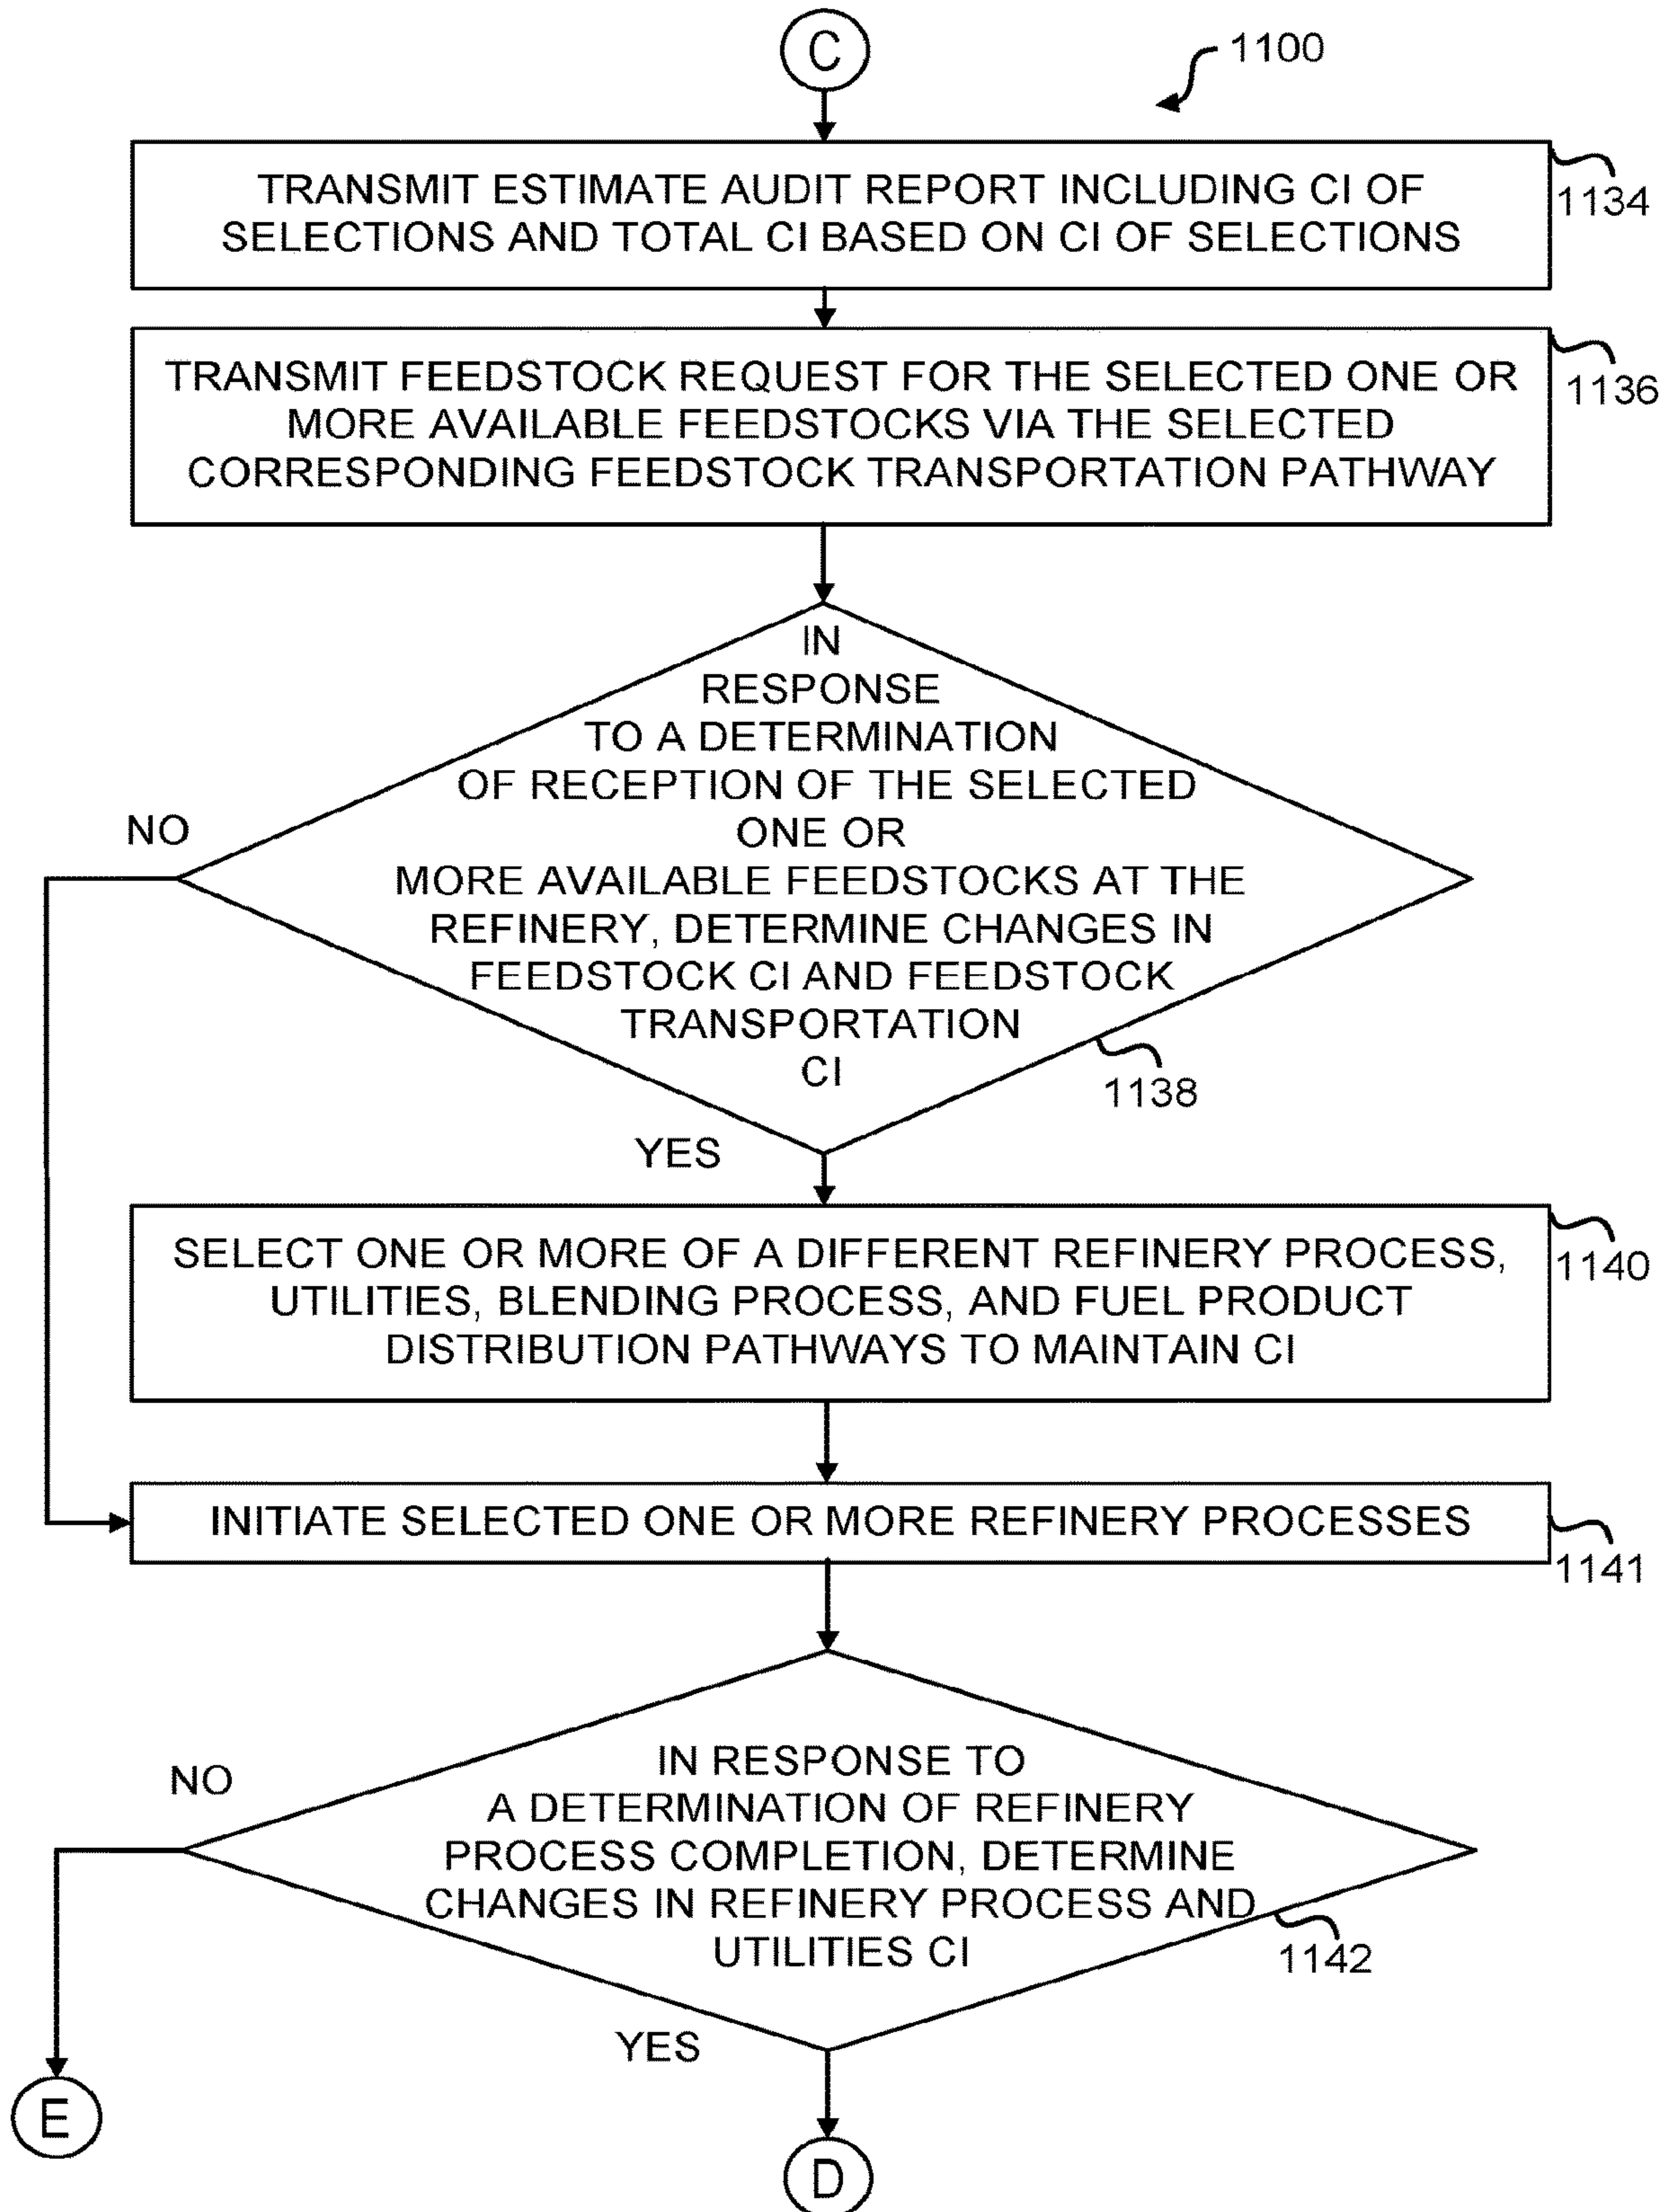 C
1100
TRANSMIT ESTIMATE AUDIT REPORT INCLUDING CI OF
SELECTIONS AND TOTAL CI BASED ON CI OF SELECTIONS
1134
TRANSMIT FEEDSTOCK REQUEST FOR THE SELECTED ONE OR
MORE AVAILABLE FEEDSTOCKS VIA THE SELECTED
CORRESPONDING FEEDSTOCK TRANSPORTATION PATHWAY
1136
IN
RESPONSE
TO A DETERMINATION
OF RECEPTION OF THE SELECTED
ONE OR
MORE AVAILABLE FEEDSTOCKS AT THE
REFINERY, DETERMINE CHANGES IN
FEEDSTOCK CI AND FEEDSTOCK
TRANSPORTATION
CI
1138
NO
YES
SELECT ONE OR MORE OF A DIFFERENT REFINERY PROCESS,
UTILITIES, BLENDING PROCESS, AND FUEL PRODUCT
DISTRIBUTION PATHWAYS TO MAINTAIN CI
1140
INITIATE SELECTED ONE OR MORE REFINERY PROCESSES
1141
IN RESPONSE TO
A DETERMINATION OF REFINERY
PROCESS COMPLETION, DETERMINE
CHANGES IN REFINERY PROCESS AND
UTILITIES CI
1142
NO
YES
E
D